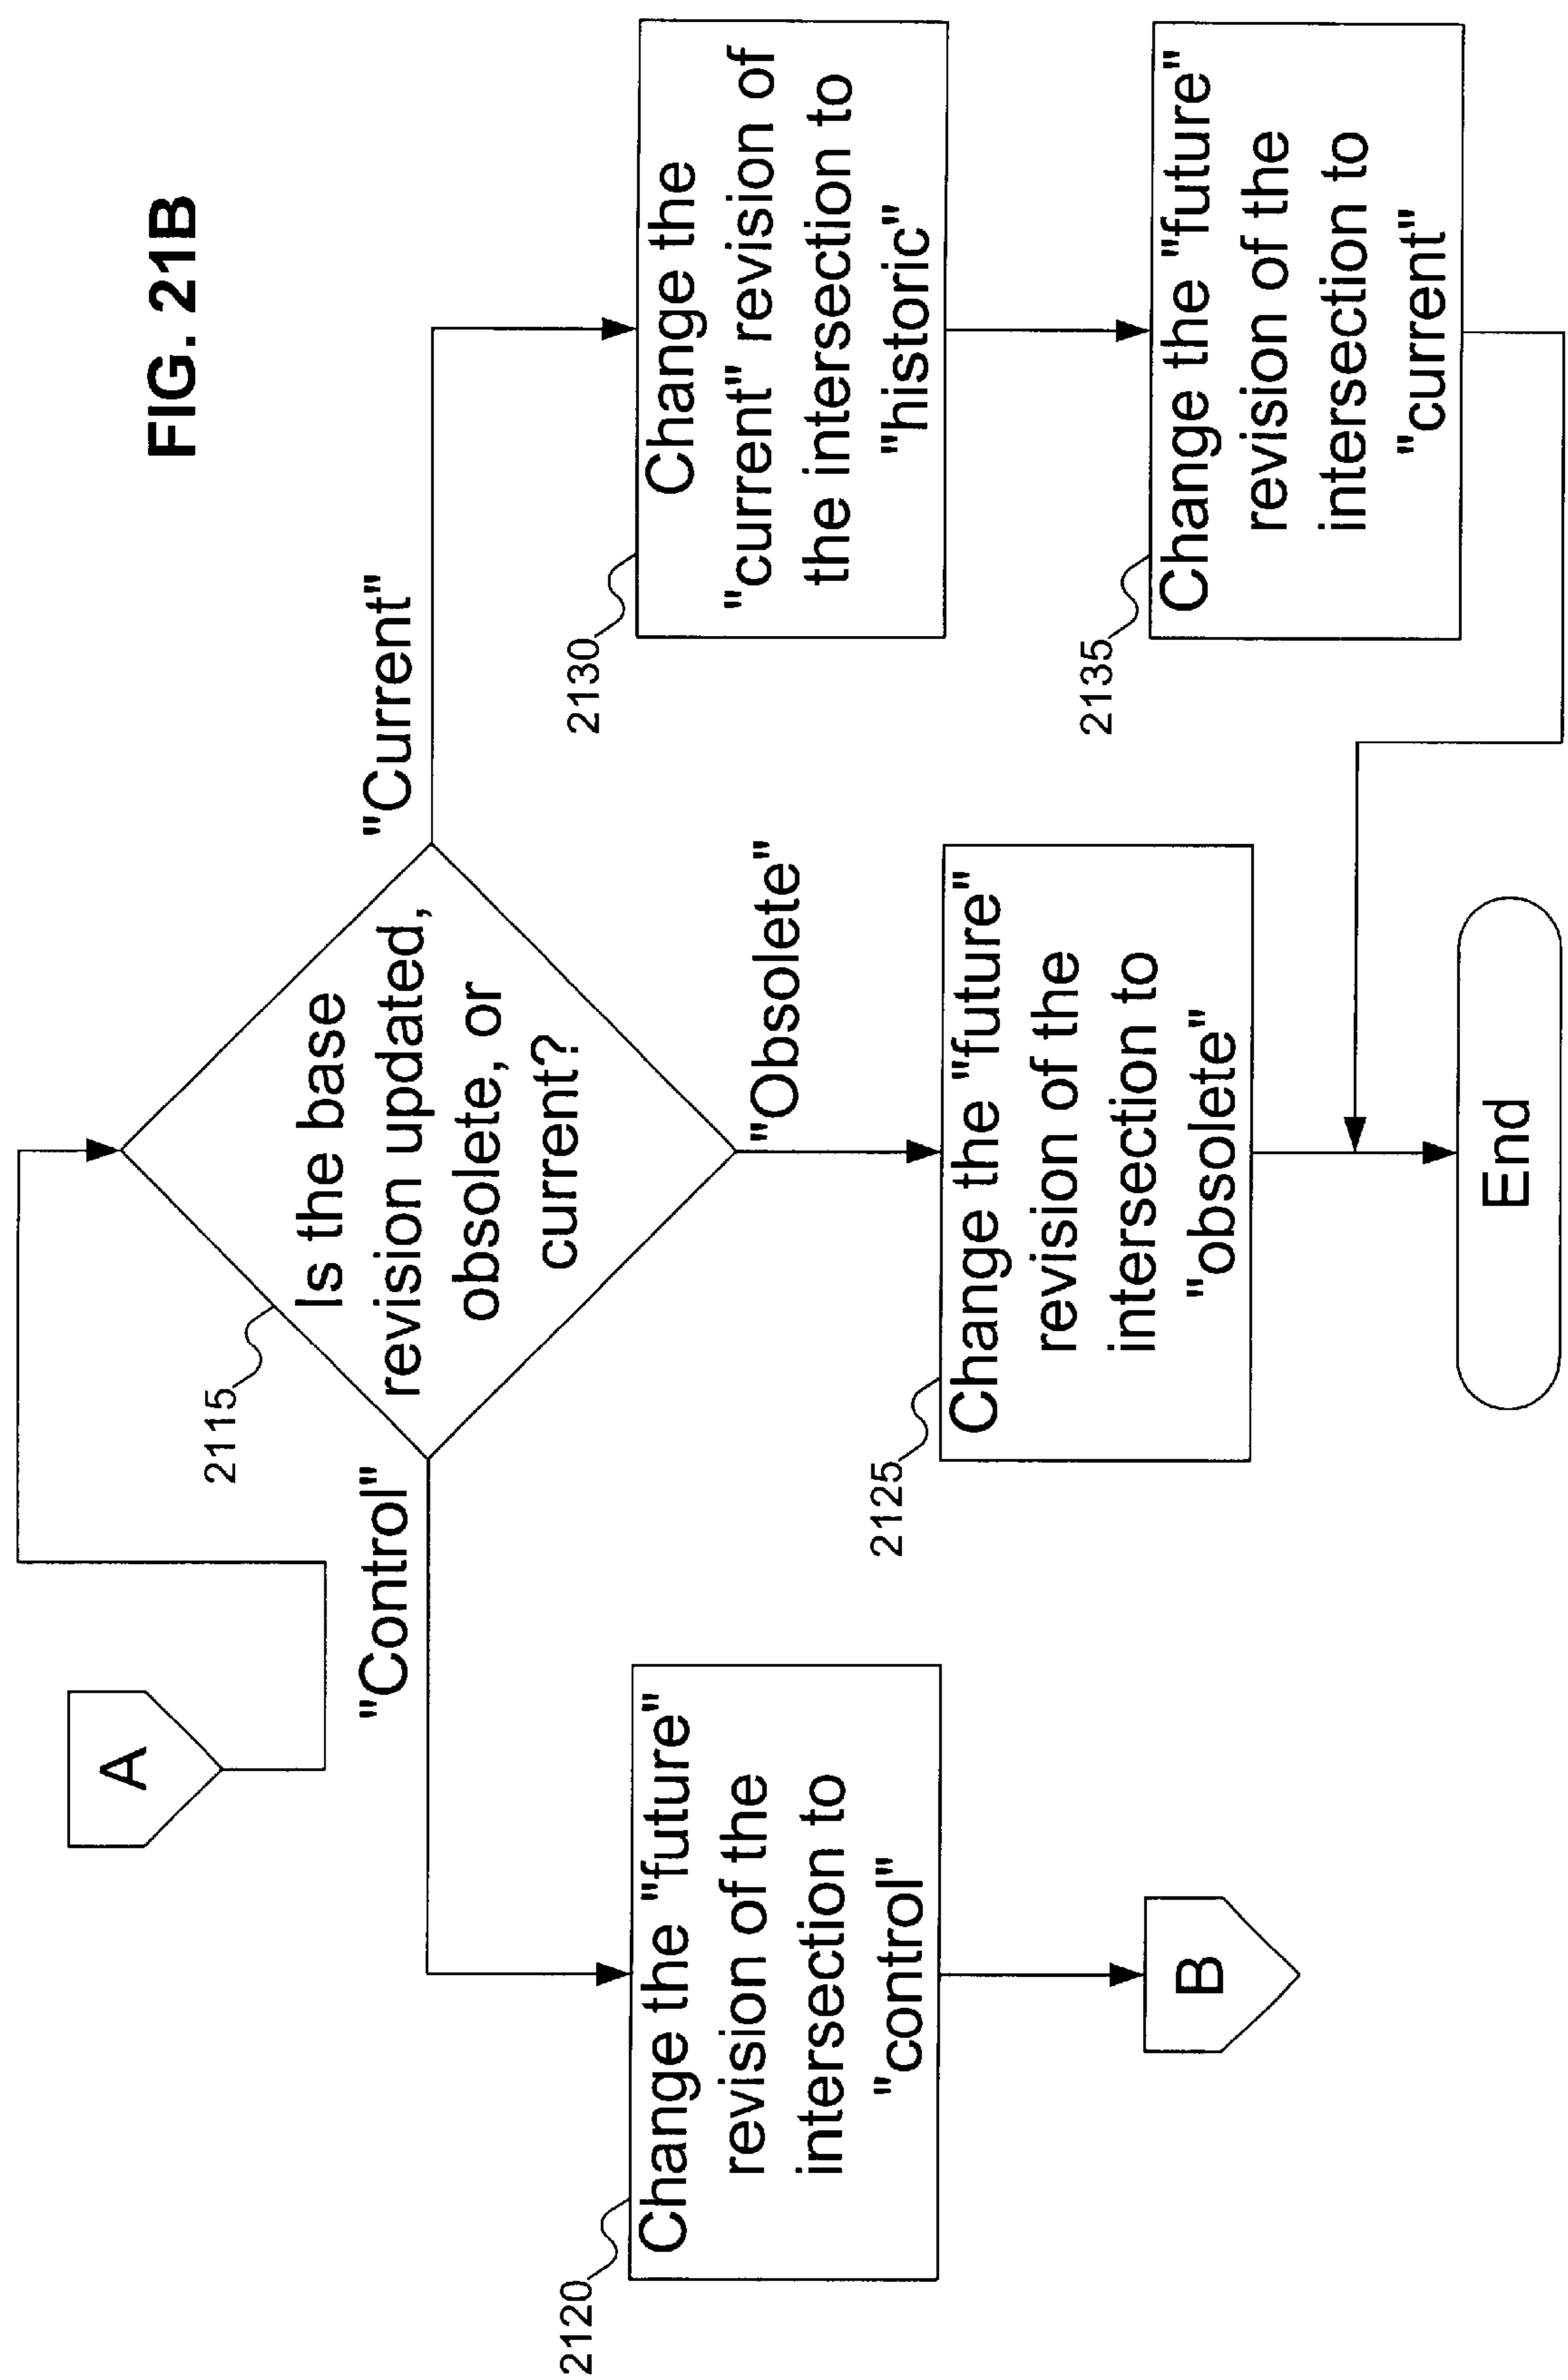 FIG. 21B
A
2115
Is the base
revision updated,
obsolete, or
current?
"Control"
"Current"
"Obsolete"
2120
Change the "future"
revision of the
intersection to
"control"
2130
Change the
"current" revision of
the intersection to
"historic"
2125
Change the "future"
revision of the
intersection to
"obsolete"
2135
Change the "future"
revision of the
intersection to
"current"
B
End